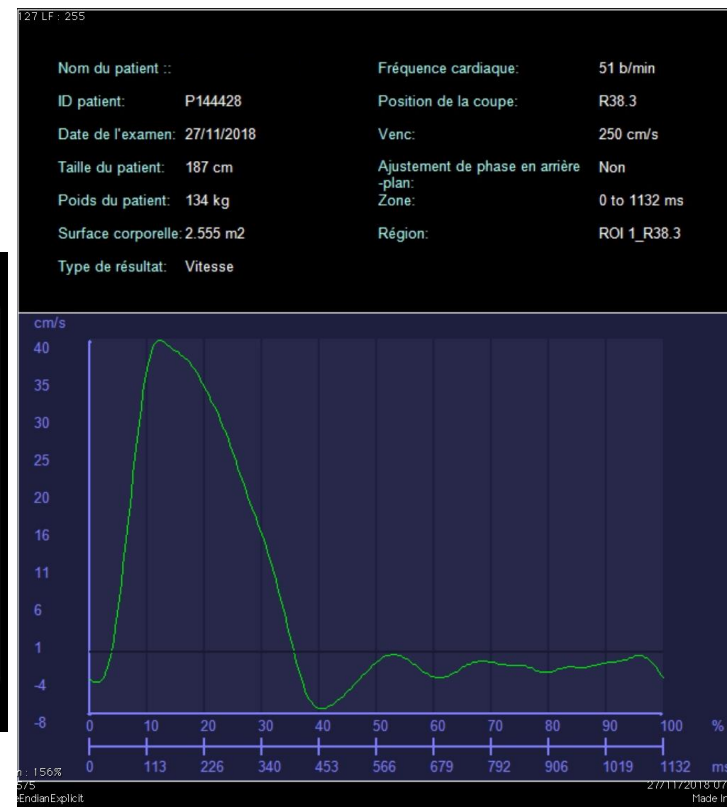 127 LF : 255
Nom du patient ::
Fréquence cardiaque: 51 b/min
ID patient: P144428
Position de la coupe: R38.3
Date de l'examen: 27/11/2018
Venc: 250 cm/s
Taille du patient: 187 cm
Ajustement de phase en arrière
-plan: Non
Poids du patient: 134 kg
Zone: 0 to 1132 ms
Surface corporelle: 2.555 m2
Région: ROI 1_R38.3
Type de résultat: Vitesse
cm/s
40
35
30
25
20
16
11
6
1
-4
-8
0 10 20 30 40 50 60 70 80 90 100 %
0 113 226 340 453 566 679 792 906 1019 1132 ms
: 156%
575
27/11/2018 07
EndianExplicit
Made in